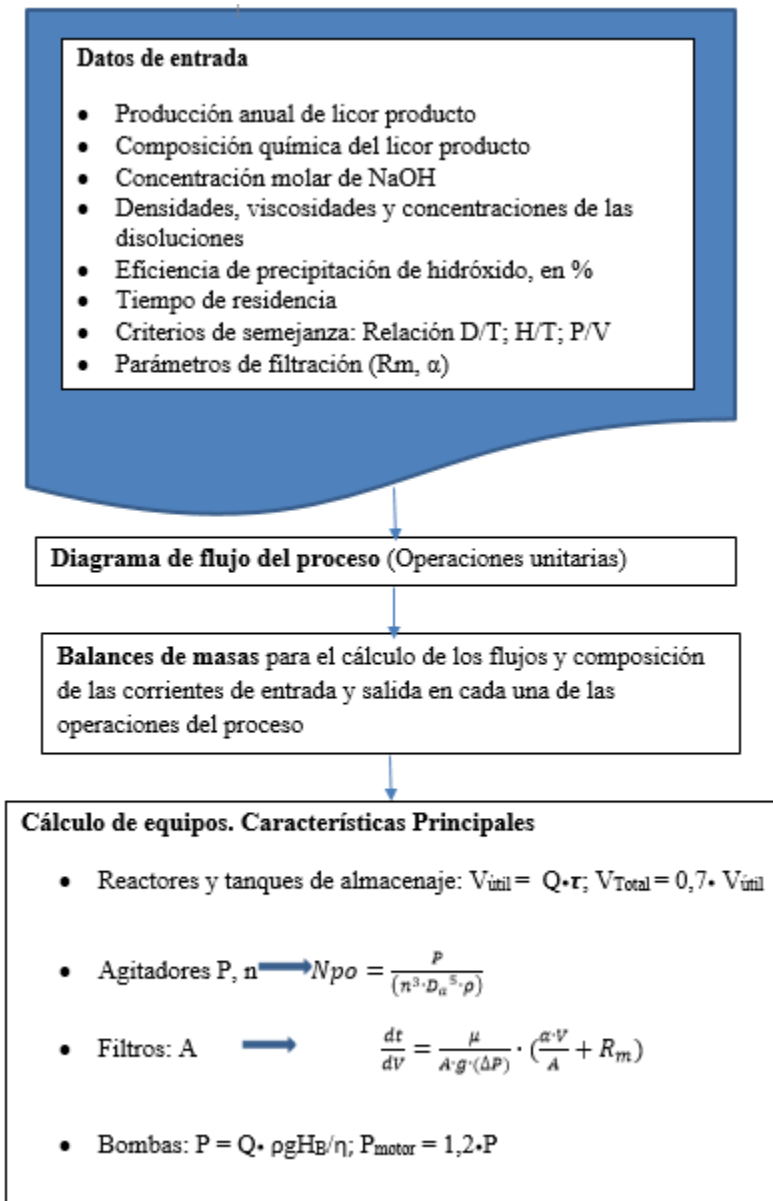 Datos de entrada
• Producción anual de licor producto
• Composición química del licor producto
• Concentración molar de NaOH
• Densidades, viscosidades y concentraciones de las
disoluciones
• Eficiencia de precipitación de hidróxido, en %
• Tiempo de residencia
• Criterios de semejanza: Relación D/T; H/T; P/V
• Parámetros de filtración (Rm, α)
Diagrama de flujo del proceso (Operaciones unitarias)
Balances de masas para el cálculo de los flujos y composición
de las corrientes de entrada y salida en cada una de las
operaciones del proceso
Cálculo de equipos. Características Principales
• Reactores y tanques de almacenaje: Vútil = Q•τ; VTotal = 0,7• Vútil
• Agitadores P, n → Npo = P/(n³·Dₐ⁵·ρ)
• Filtros: A → dt/dV = μ/(A·g·(ΔP)) · (α·V/A + Rm)
• Bombas: P = Q• ρgHB/η; Pmotor = 1,2•P